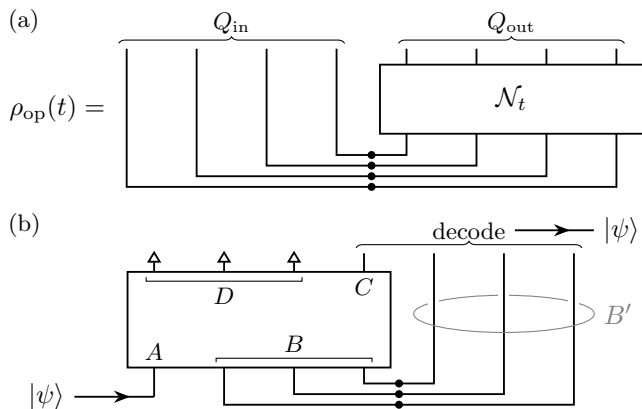 (a)
Q_in Q_out
ρ_op(t) = 𝒩_t
(b)
decode |ψ⟩
D C
B′
A B
|ψ⟩